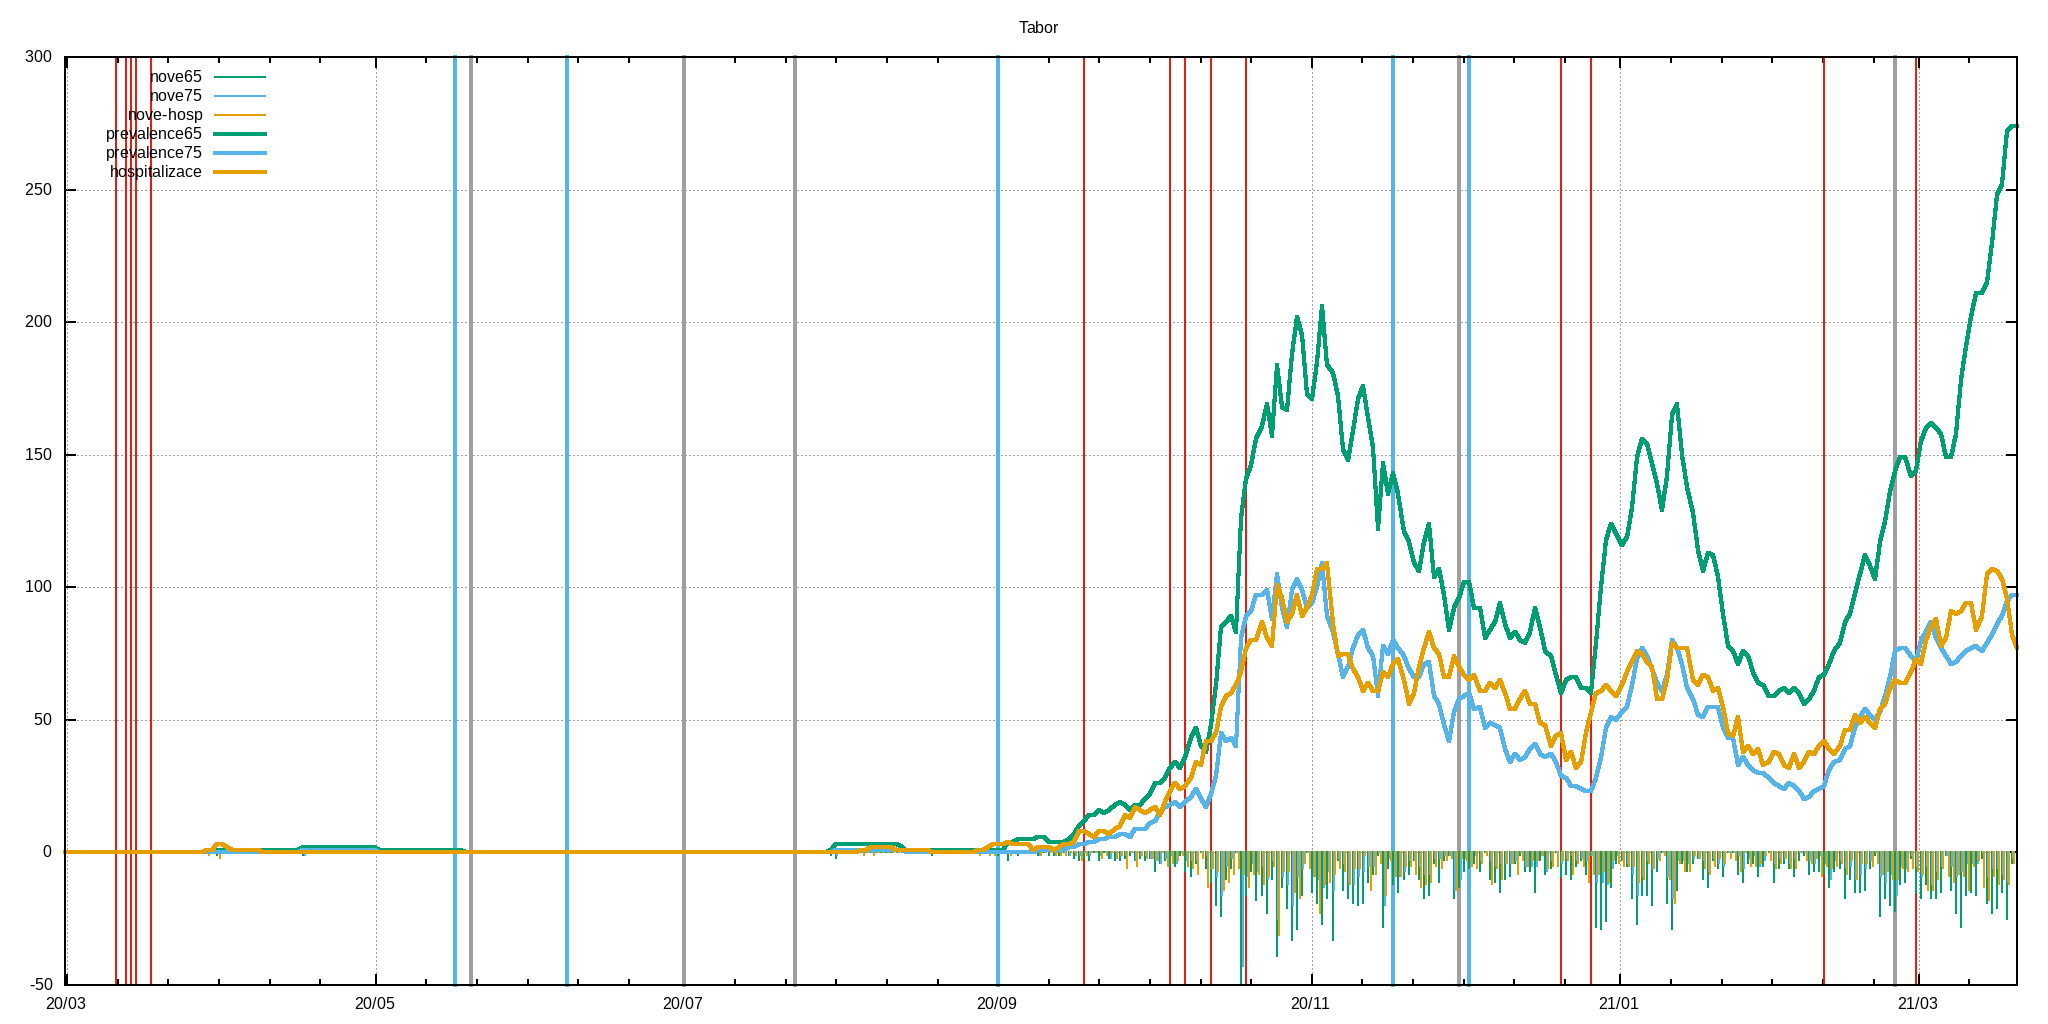 Tabor
300
nove65
nove75
nove-hosp
prevalence65
prevalence75
hospitalizace
250
200
150
100
50
0
-50
20/03 20/05 20/07 20/09 20/11 21/01 21/03